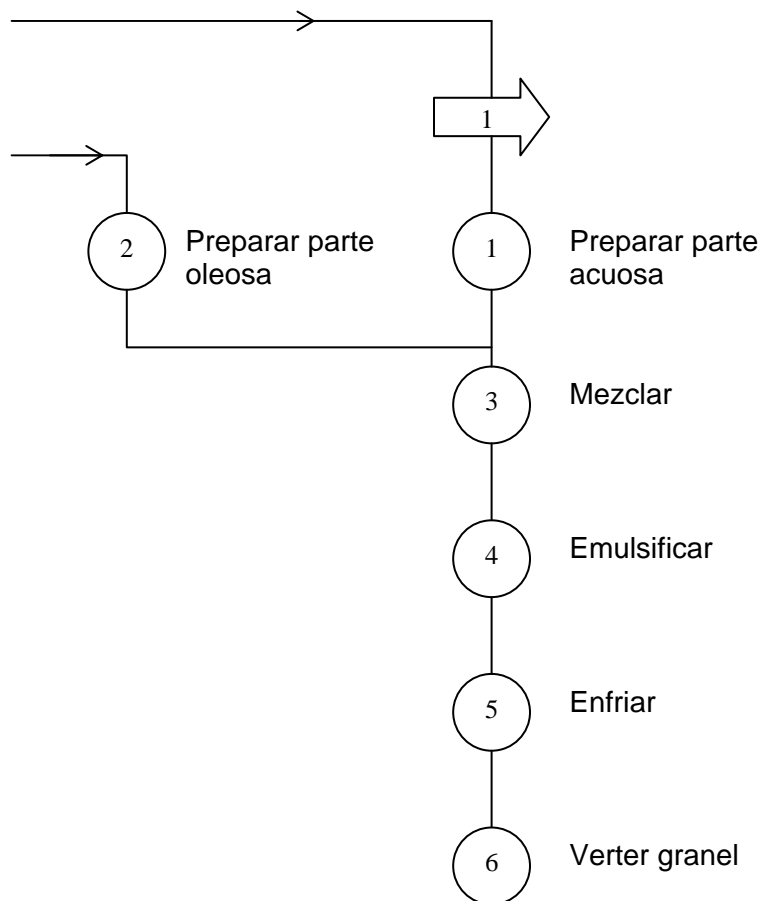 1
2
Preparar parte
oleosa
1
Preparar parte
acuosa
3
Mezclar
4
Emulsificar
5
Enfriar
6
Verter granel